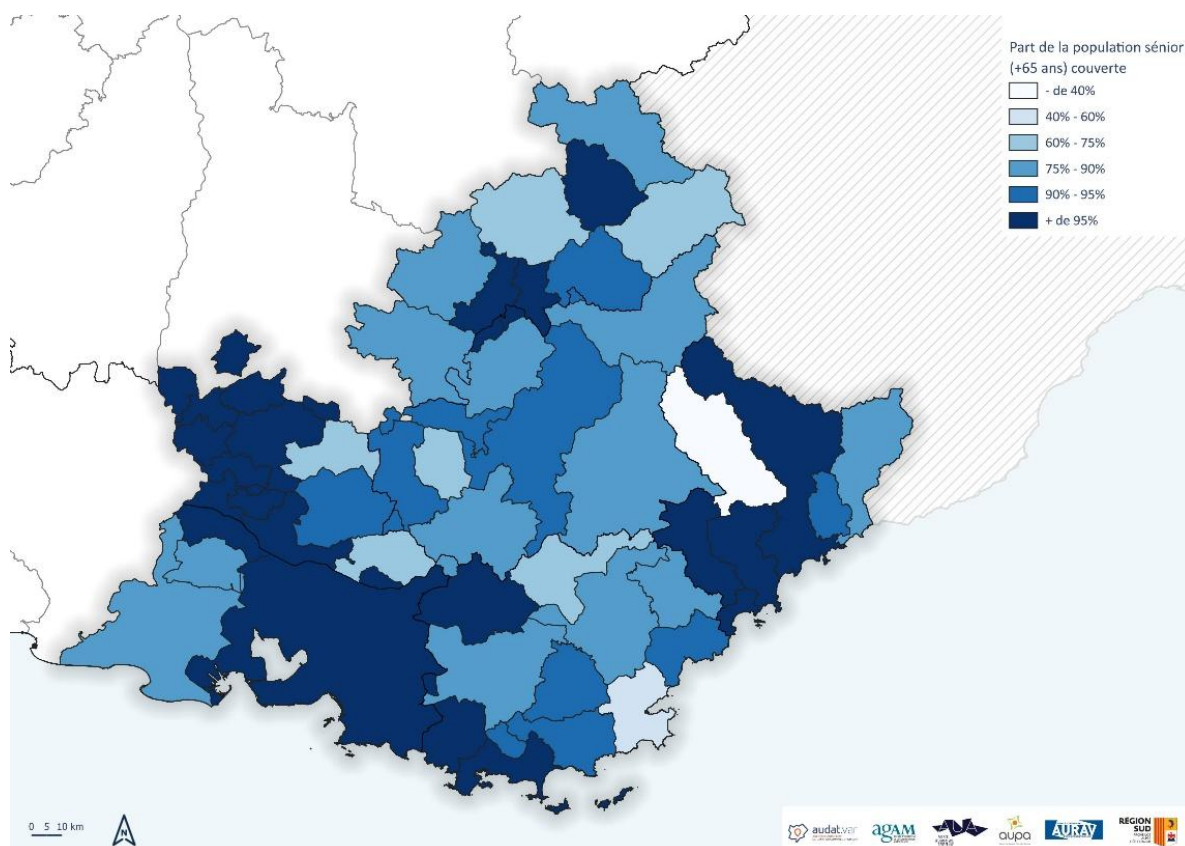 Part de la population sénior
(+65 ans) couverte
- de 40%
40% - 60%
60% - 75%
75% - 90%
90% - 95%
+ de 95%
0 5 10 km
N
audat.var
agam
aupa
AURAV
REGION
SUD